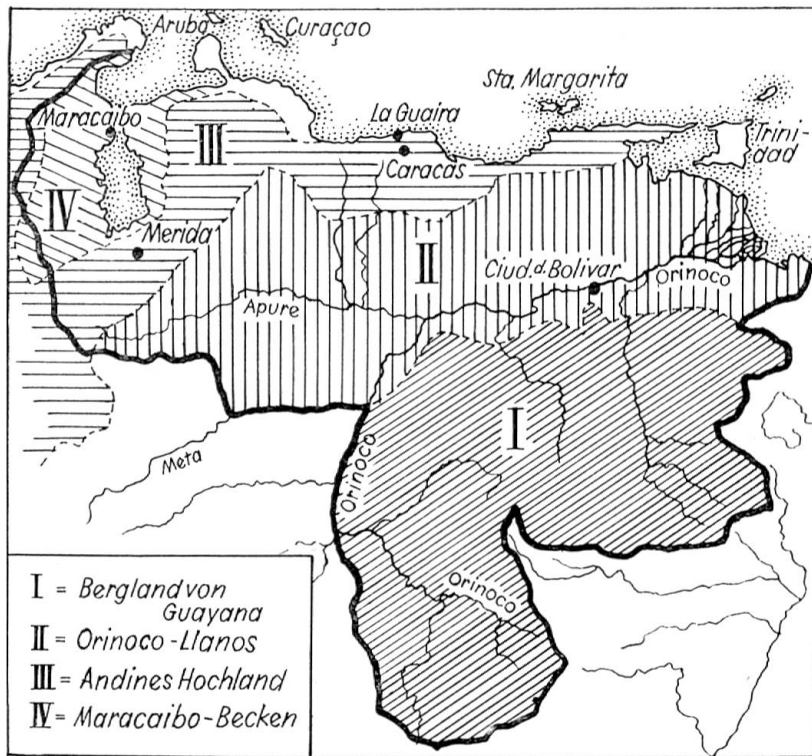 Aruba
Curaçao
Sta. Margarita
Maracaibo
III
La Guaira
Trini-
dad
Caracas
IV
Merida
II
Ciud. d. Bolivar
Orinoco
Apure
I
Meta
Orinoco
Orinoco
I = Bergland von
Guayana
II = Orinoco-Llanos
III = Andines Hochland
IV = Maracaibo-Becken